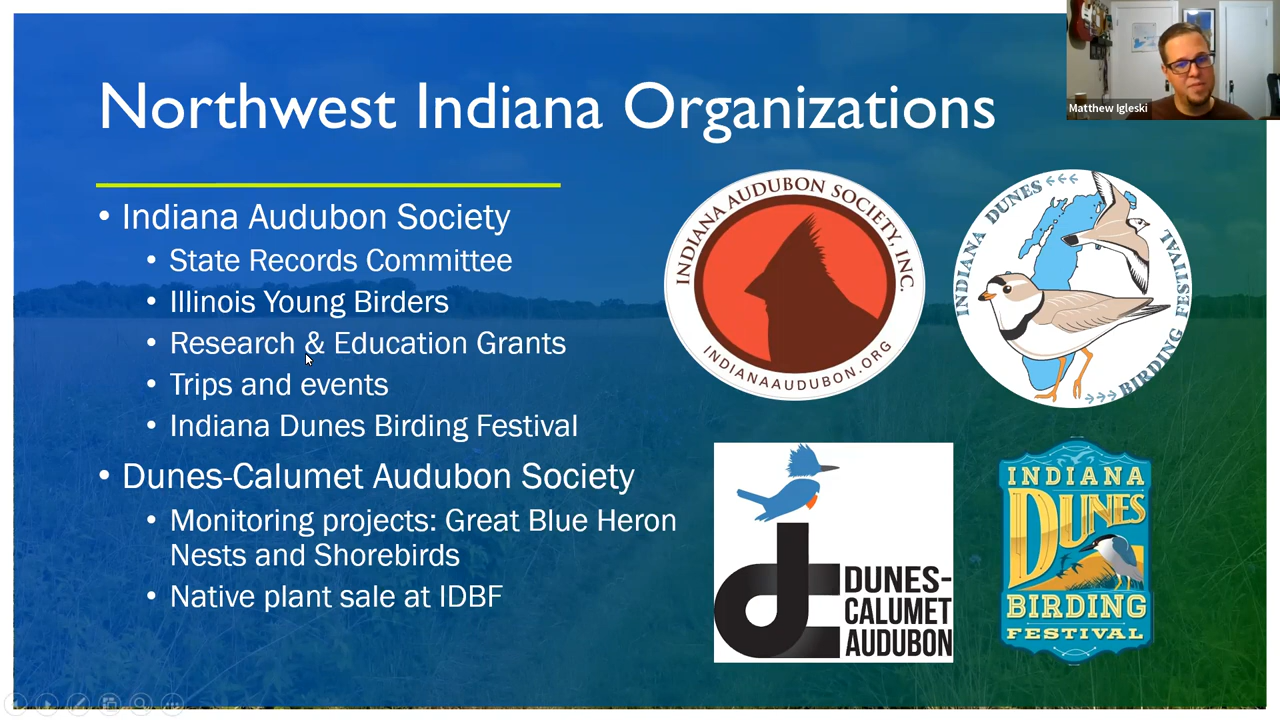 Northwest Indiana Organizations
Matthew Igleski
• Indiana Audubon Society
• State Records Committee
• Illinois Young Birders
• Research & Education Grants
• Trips and events
• Indiana Dunes Birding Festival
• Dunes-Calumet Audubon Society
• Monitoring projects: Great Blue Heron
Nests and Shorebirds
• Native plant sale at IDBF
INDIANA AUDUBON SOCIETY, INC.
INDIANAAUDUBON.ORG
INDIANA DUNES
BIRDING FESTIVAL
dc
DUNES-
CALUMET
AUDUBON
INDIANA
DUNES
BIRDING
FESTIVAL